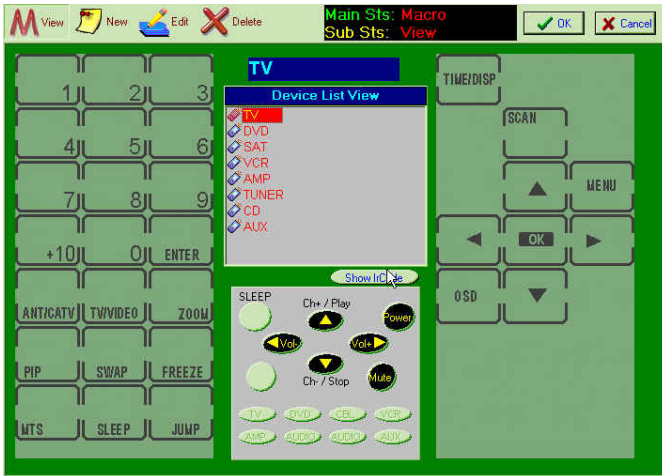 View New Edit Delete
Main Sts: Macro
Sub Sts: View
OK Cancel
TV
Device List View
TV
DVD
SAT
VCR
AMP
TUNER
CD
AUX
1 2 3
4 5 6
7 8 9
+10 0 ENTER
ANT/CATV TV/VIDEO ZOOM
PIP SWAP FREEZE
MTS SLEEP JUMP
SLEEP
Ch+ / Play
Power
Vol- Vol+
Ch- / Stop
Mute
TV DVD CBL VCR
AMP AUDIO AUDIO AUX
TIME/DISP
SCAN
MENU
OK
OSD